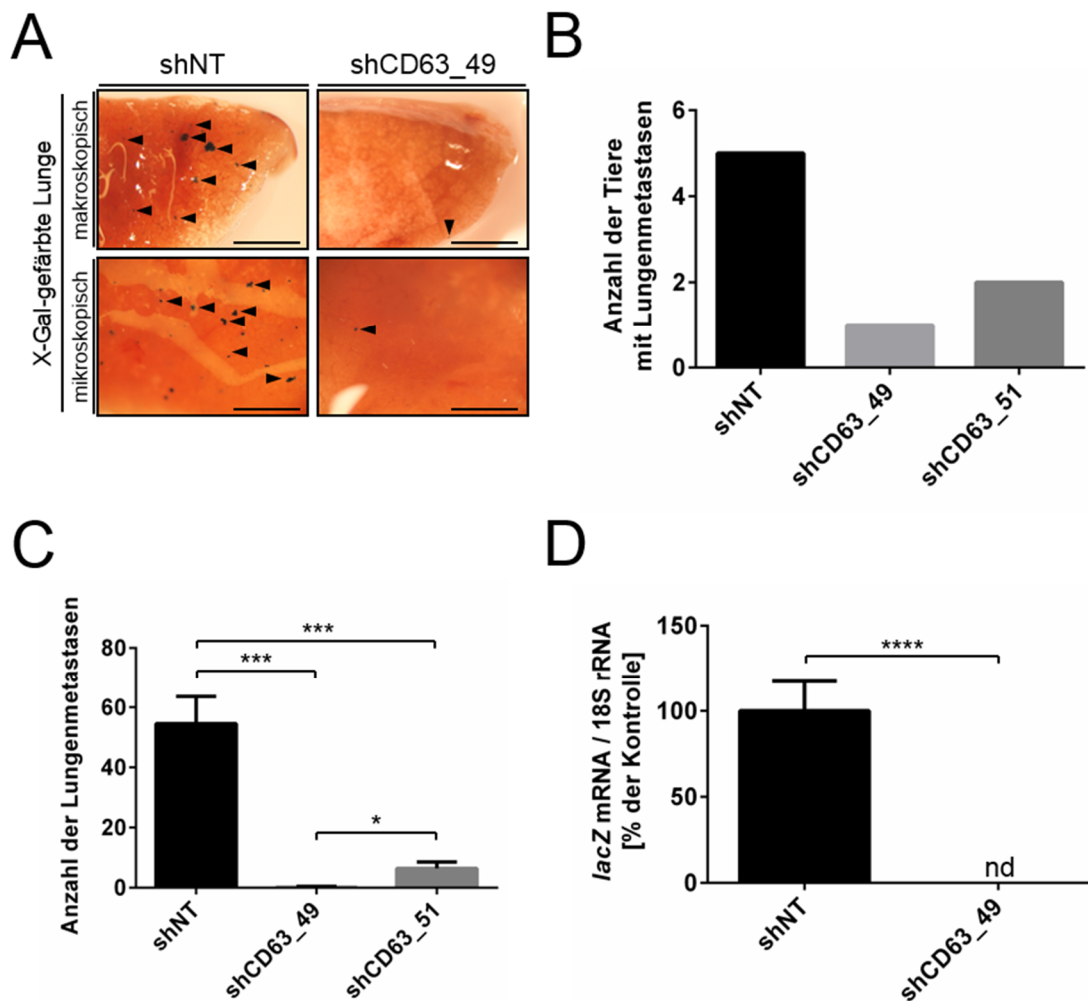 A
shNT
shCD63_49
X-Gal-gefärbte Lunge
makroskopisch
mikroskopisch
B
Anzahl der Tiere
mit Lungenmetastasen
6
4
2
0
shNT
shCD63_49
shCD63_51
C
Anzahl der Lungenmetastasen
80
60
40
20
0
***
***
*
shNT
shCD63_49
shCD63_51
D
lacZ mRNA / 18S rRNA
[% der Kontrolle]
150
100
50
0
****
nd
shNT
shCD63_49